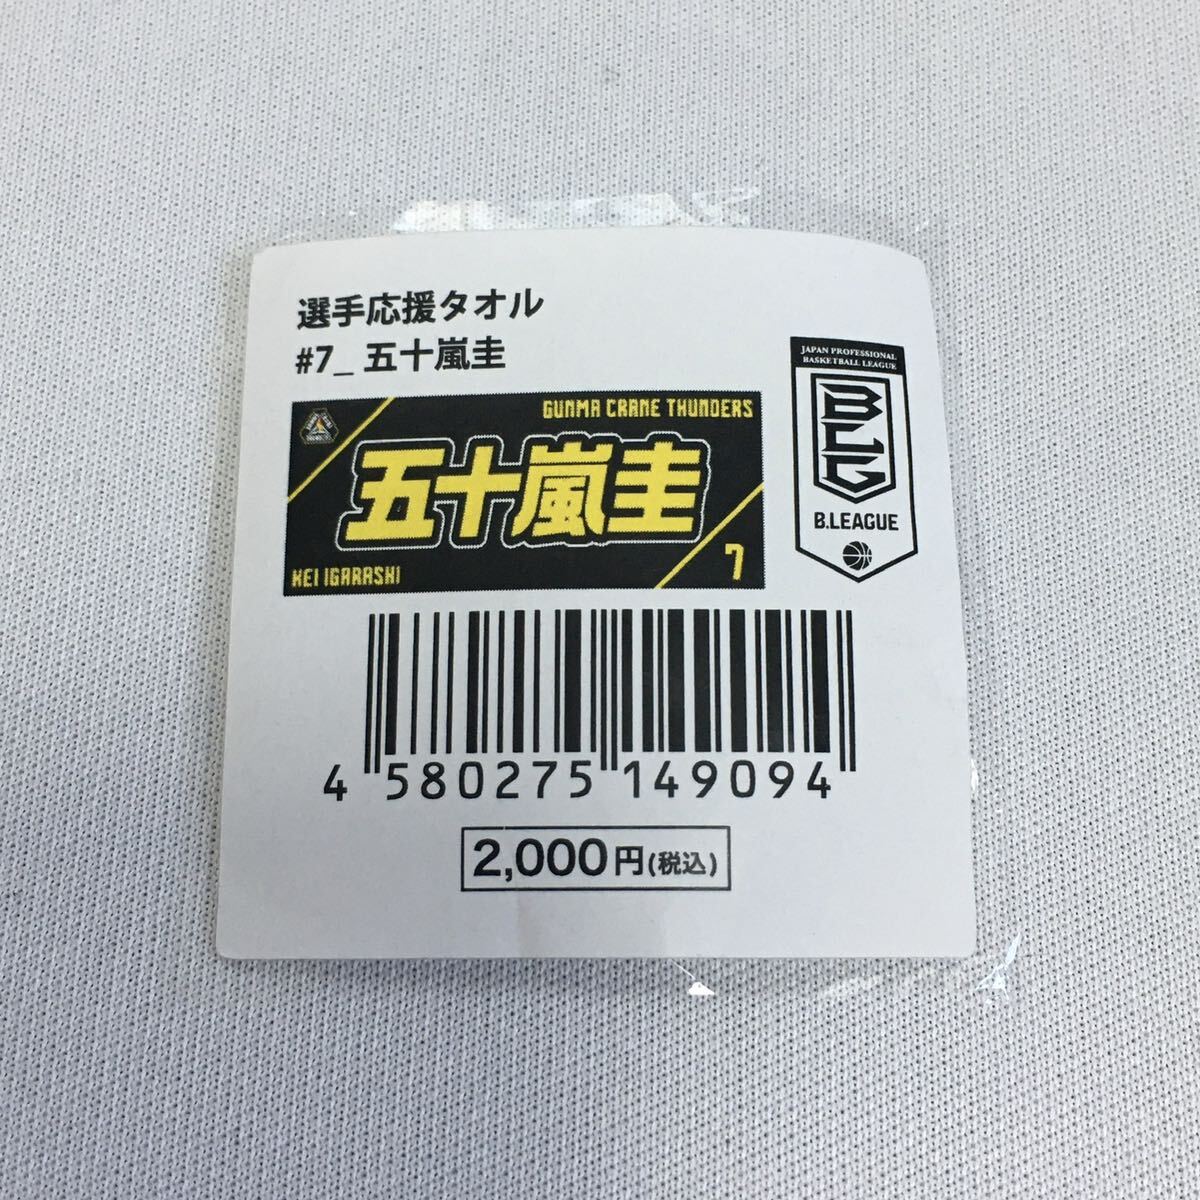 選手応援タオル
#7_ 五十嵐圭
GUNMA CRANE THUNDERS
五十嵐圭
KEI IGARASHI
7
JAPAN PROFESSIONAL
BASKETBALL LEAGUE
BLG
B.LEAGUE
4 580275 149094
2,000円(税込)